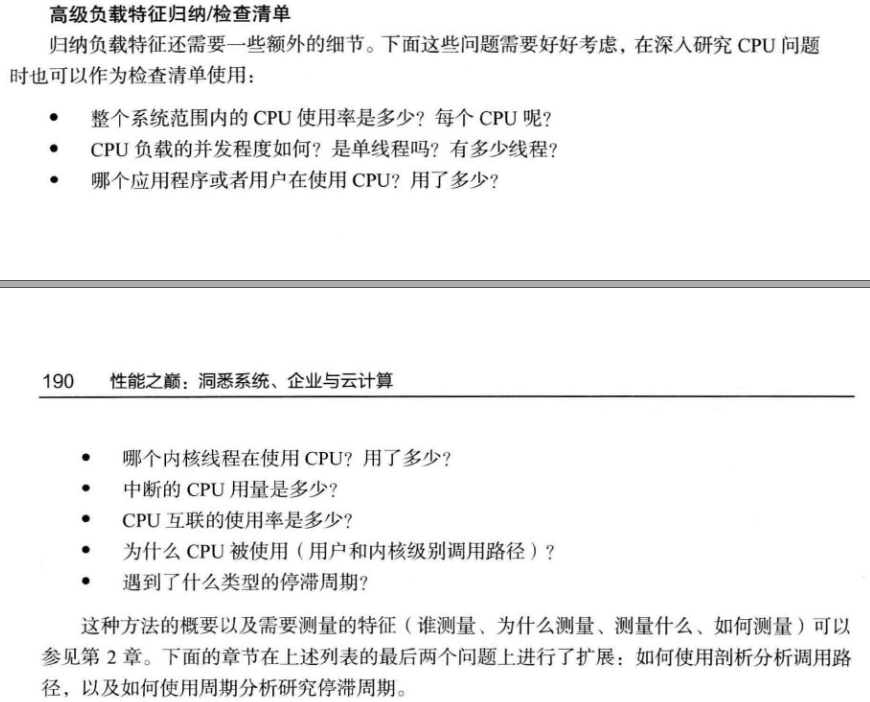 高级负载特征归纳/检查清单
归纳负载特征还需要一些额外的细节。下面这些问题需要好好考虑，在深入研究 CPU 问题
时也可以作为检查清单使用：
• 整个系统范围内的 CPU 使用率是多少？每个 CPU 呢？
• CPU 负载的并发程度如何？是单线程吗？有多少线程？
• 哪个应用程序或者用户在使用 CPU？用了多少？
190 性能之巅：洞悉系统、企业与云计算
• 哪个内核线程在使用 CPU？用了多少？
• 中断的 CPU 用量是多少？
• CPU 互联的使用率是多少？
• 为什么 CPU 被使用（用户和内核级别调用路径）？
• 遇到了什么类型的停滞周期？
这种方法的概要以及需要测量的特征（谁测量、为什么测量、测量什么、如何测量）可以
参见第 2 章。下面的章节在上述列表的最后两个问题上进行了扩展：如何使用剖析分析调用路
径，以及如何使用周期分析研究停滞周期。